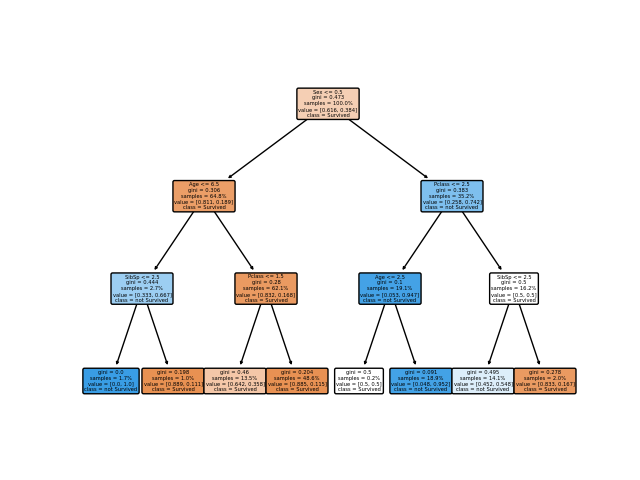 Sex <= 0.5
gini = 0.473
samples = 100.0%
value = [0.616, 0.384]
class = Survived
Age <= 6.5
gini = 0.306
samples = 64.8%
value = [0.811, 0.189]
class = Survived
Pclass <= 2.5
gini = 0.383
samples = 35.2%
value = [0.258, 0.742]
class = not Survived
SibSp <= 2.5
gini = 0.444
samples = 2.7%
value = [0.333, 0.667]
class = not Survived
Pclass <= 1.5
gini = 0.28
samples = 62.1%
value = [0.832, 0.168]
class = Survived
Age <= 2.5
gini = 0.1
samples = 19.1%
value = [0.053, 0.947]
class = not Survived
SibSp <= 2.5
gini = 0.5
samples = 16.2%
value = [0.5, 0.5]
class = Survived
gini = 0.0
samples = 1.7%
value = [0.0, 1.0]
class = not Survived
gini = 0.198
samples = 1.0%
value = [0.889, 0.111]
class = Survived
gini = 0.46
samples = 13.5%
value = [0.642, 0.358]
class = Survived
gini = 0.204
samples = 48.6%
value = [0.885, 0.115]
class = Survived
gini = 0.5
samples = 0.2%
value = [0.5, 0.5]
class = Survived
gini = 0.091
samples = 18.9%
value = [0.048, 0.952]
class = not Survived
gini = 0.495
samples = 14.1%
value = [0.452, 0.548]
class = not Survived
gini = 0.278
samples = 2.0%
value = [0.833, 0.167]
class = Survived